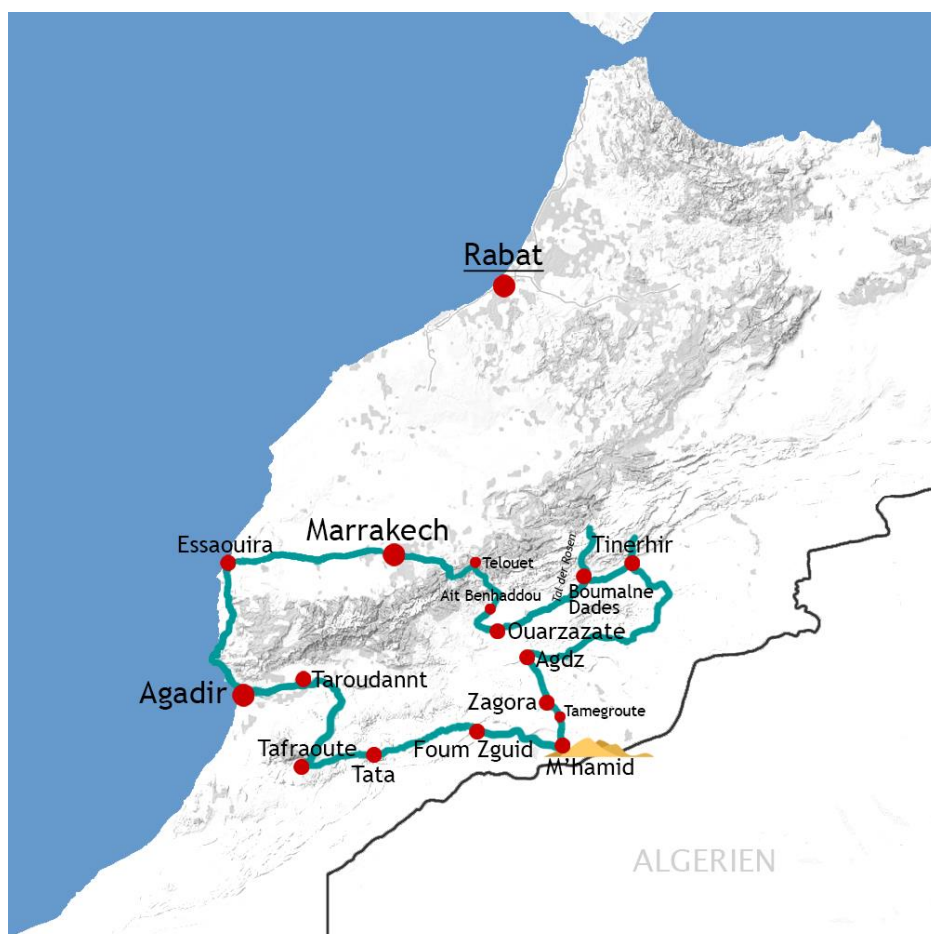 Rabat
Marrakech
Essaouira
Telouet
Tal der Rosen
Tinerhir
Ait Benhaddou
Boumalne
Dades
Ouarzazate
Agdz
Agadir
Taroudannt
Zagora
Tamegroute
Tafraoute
Foum Zguid
Tata
M'hamid
ALGERIEN